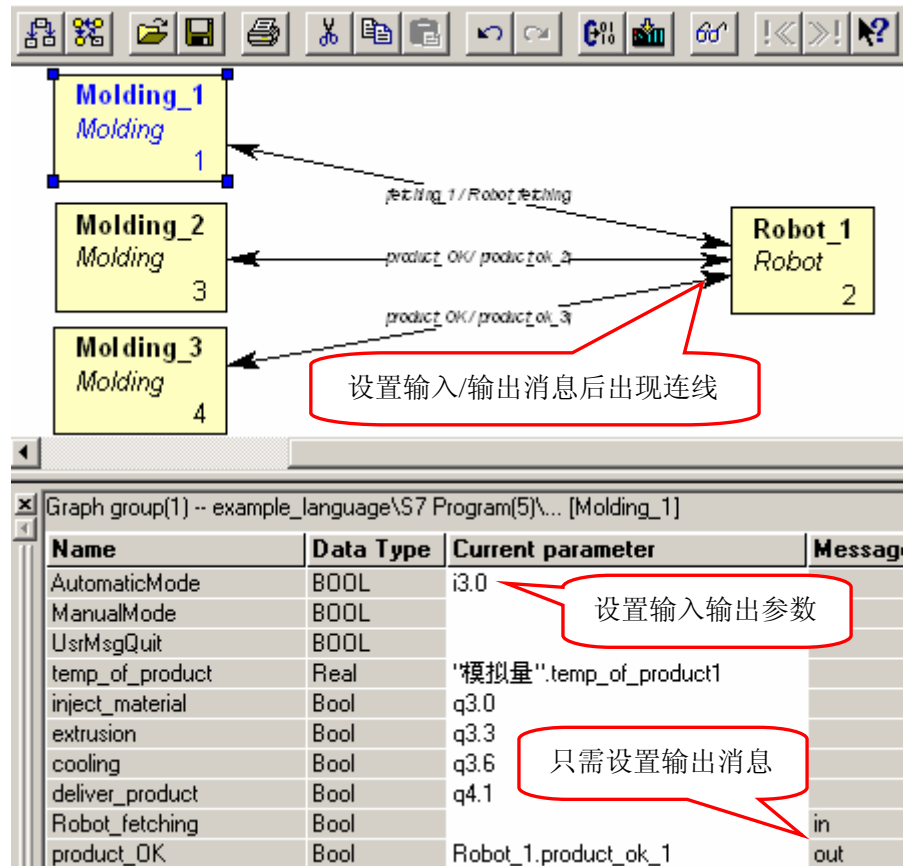 Molding_1
Molding
1
fetching_1 / Robot_fetching
Molding_2
Molding
3
product_OK/ product_ok_2
Robot_1
Robot
2
product_OK/ product_ok_3
Molding_3
Molding
4
设置输入/输出消息后出现连线
Graph group(1) -- example_language\S7 Program(5)\... [Molding_1]
Name Data Type Current parameter Messag
AutomaticMode BOOL i3.0
设置输入输出参数
ManualMode BOOL
UsrMsgQuit BOOL
temp_of_product Real "模拟量".temp_of_product1
inject_material Bool q3.0
extrusion Bool q3.3
cooling Bool q3.6
只需设置输出消息
deliver_product Bool q4.1
Robot_fetching Bool in
product_OK Bool Robot_1.product_ok_1 out